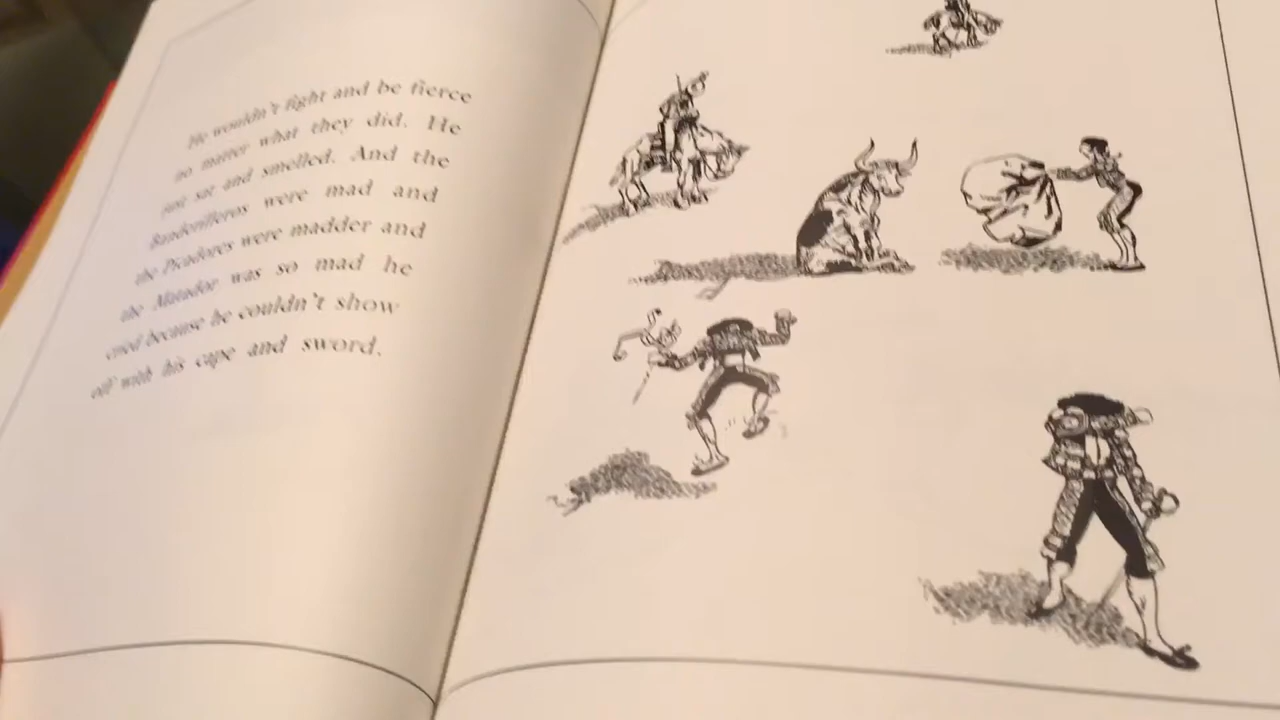 He wouldn't fight and be fierce
no matter what they did. He
just sat and smelled. And the
Banderilleros were mad and
the Picadores were madder and
the Matador was so mad he
cried because he couldn't show
off with his cape and sword.